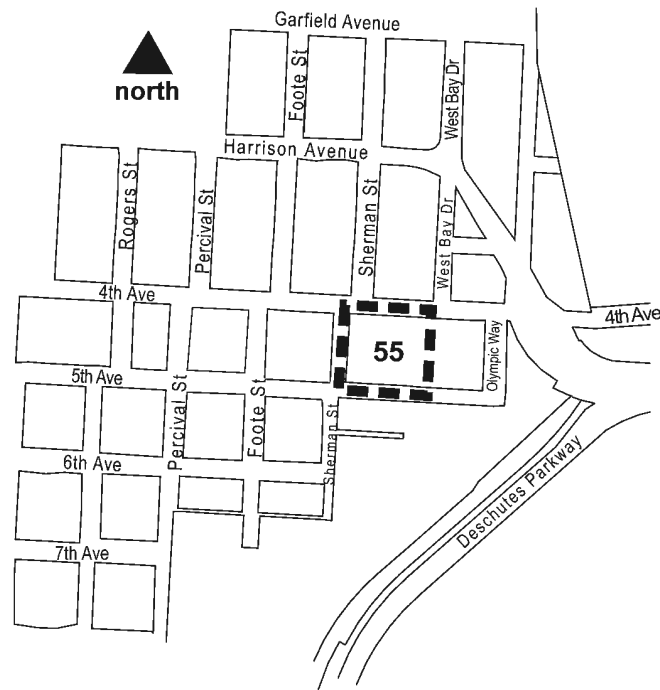 Garfield Avenue
north
Foote St
West Bay Dr
Harrison Avenue
Rogers St
Percival St
Sherman St
West Bay Dr
4th Ave
4th Ave
55
Olympic Way
5th Ave
Percival St
Foote St
Sherman St
6th Ave
Deschutes Parkway
7th Ave